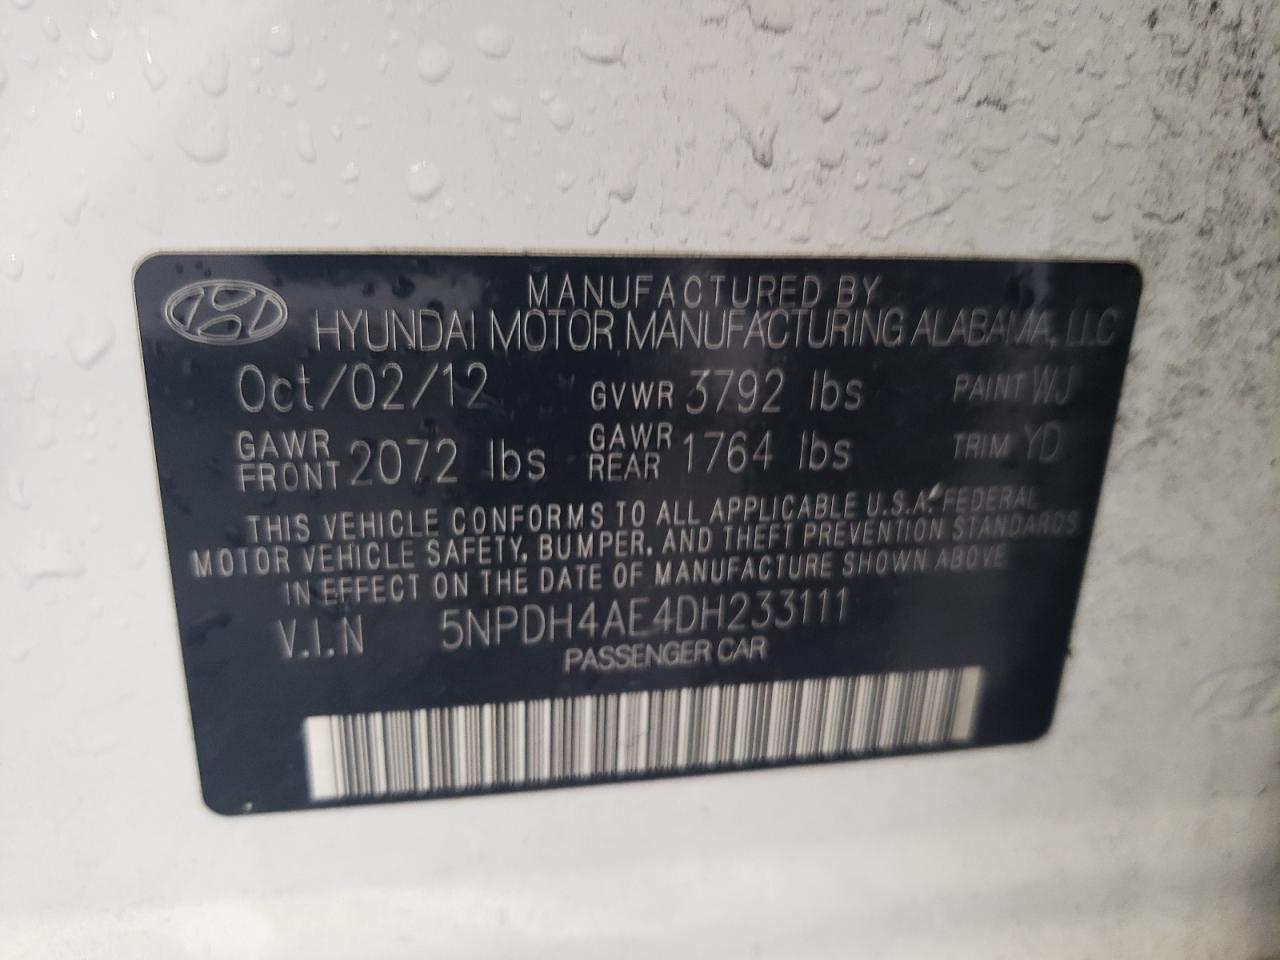 MANUFACTURED BY
HYUNDAI MOTOR MANUFACTURING ALABAMA, LLC
Oct/02/12 GVWR 3792 lbs PAINT WJ
GAWR FRONT 2072 lbs GAWR REAR 1764 lbs TRIM YD
THIS VEHICLE CONFORMS TO ALL APPLICABLE U.S.A. FEDERAL
MOTOR VEHICLE SAFETY, BUMPER, AND THEFT PREVENTION STANDARDS
IN EFFECT ON THE DATE OF MANUFACTURE SHOWN ABOVE
V.I.N 5NPDH4AE4DH233111
PASSENGER CAR